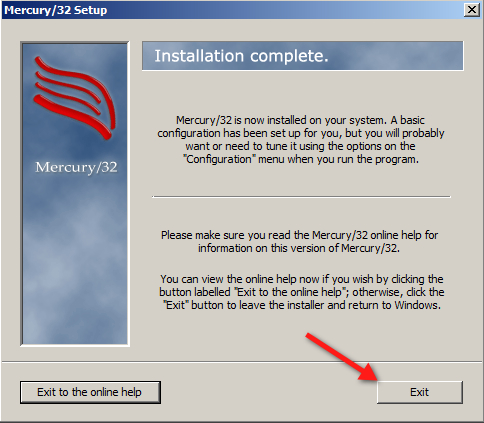 Mercury/32 Setup
Installation complete.
Mercury/32
Mercury/32 is now installed on your system. A basic
configuration has been set up for you, but you will probably
want or need to tune it using the options on the
"Configuration" menu when you run the program.
Please make sure you read the Mercury/32 online help for
information on this version of Mercury/32.
You can view the online help now if you wish by clicking the
button labelled "Exit to the online help"; otherwise, click the
"Exit" button to leave the installer and return to Windows.
Exit to the online help
Exit